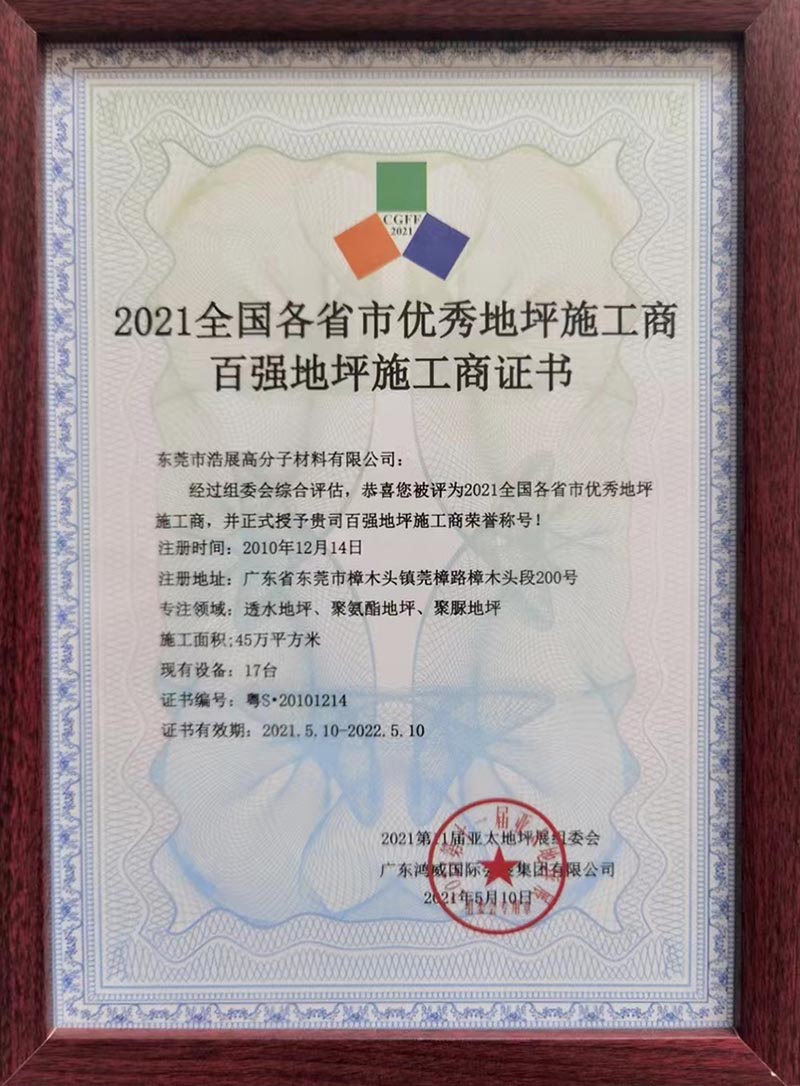 CGFF
2021
2021全国各省市优秀地坪施工商
百强地坪施工商证书
东莞市浩展高分子材料有限公司：
经过组委会综合评估，恭喜您被评为2021全国各省市优秀地坪
施工商，并正式授予贵司百强地坪施工商荣誉称号！
注册时间：2010年12月14日
注册地址：广东省东莞市樟木头镇莞樟路樟木头段200号
专注领域：透水地坪、聚氨酯地坪、聚脲地坪
施工面积;45万平方米
现有设备：17台
证书编号：粤S•20101214
证书有效期：2021.5.10-2022.5.10
2021第11届亚太地坪展组委会
广东鸿威国际会展集团有限公司
2021年5月10日